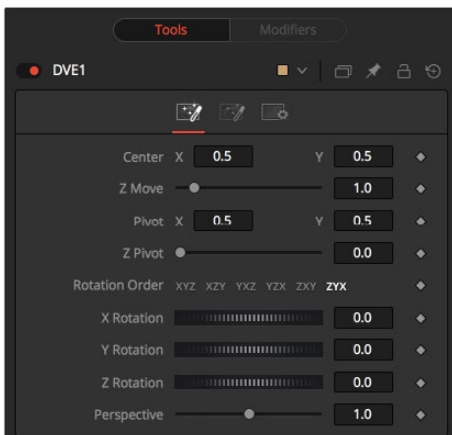 Tools Modifiers
DVE1
Center X 0.5 Y 0.5
Z Move 1.0
Pivot X 0.5 Y 0.5
Z Pivot 0.0
Rotation Order XYZ XZY YXZ YZX ZXY ZYX
X Rotation 0.0
Y Rotation 0.0
Z Rotation 0.0
Perspective 1.0